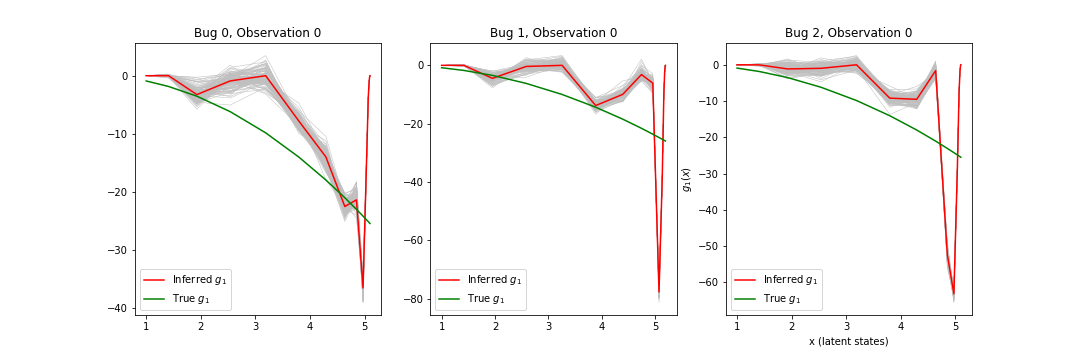 Bug 0, Observation 0
0
−10
−20
−30
−40
1 2 3 4 5
Inferred g₁
True g₁
Bug 1, Observation 0
0
−20
−40
−60
−80
1 2 3 4 5
Inferred g₁
True g₁
Bug 2, Observation 0
g₁(x)
0
−10
−20
−30
−40
−50
−60
1 2 3 4 5
x (latent states)
Inferred g₁
True g₁